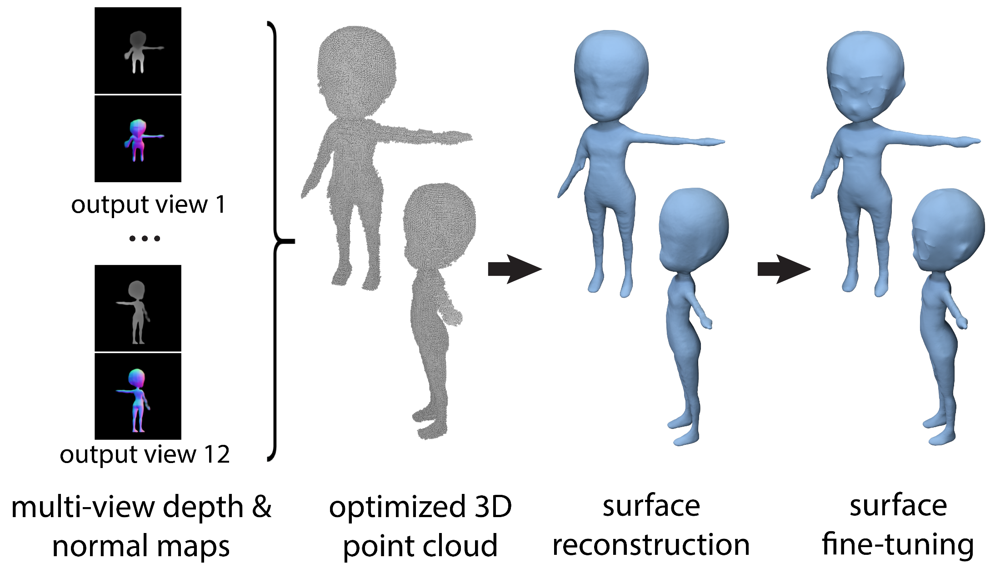 output view 1
...
output view 12
multi-view depth &
normal maps
optimized 3D
point cloud
surface
reconstruction
surface
fine-tuning